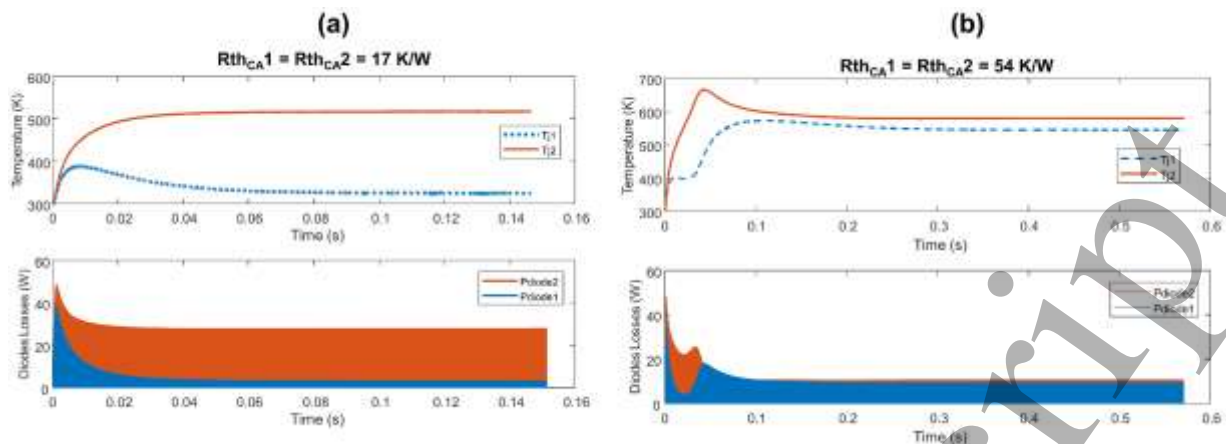 (a)
Rth_CA1 = Rth_CA2 = 17 K/W
600
500
400
300
Temperature (K)
Tj1
Tj2
0 0.02 0.04 0.06 0.08 0.1 0.12 0.14 0.16
Time (s)
60
40
20
0
Diodes Losses (W)
Pdiode2
Pdiode1
0 0.02 0.04 0.06 0.08 0.1 0.12 0.14 0.16
Time (s)
(b)
Rth_CA1 = Rth_CA2 = 54 K/W
700
600
500
400
300
Temperature (K)
Tj1
Tj2
0 0.1 0.2 0.3 0.4 0.5 0.6
Time (s)
60
40
20
0
Diodes Losses (W)
Pdiode2
Pdiode1
0 0.1 0.2 0.3 0.4 0.5 0.6
Time (s)
ript